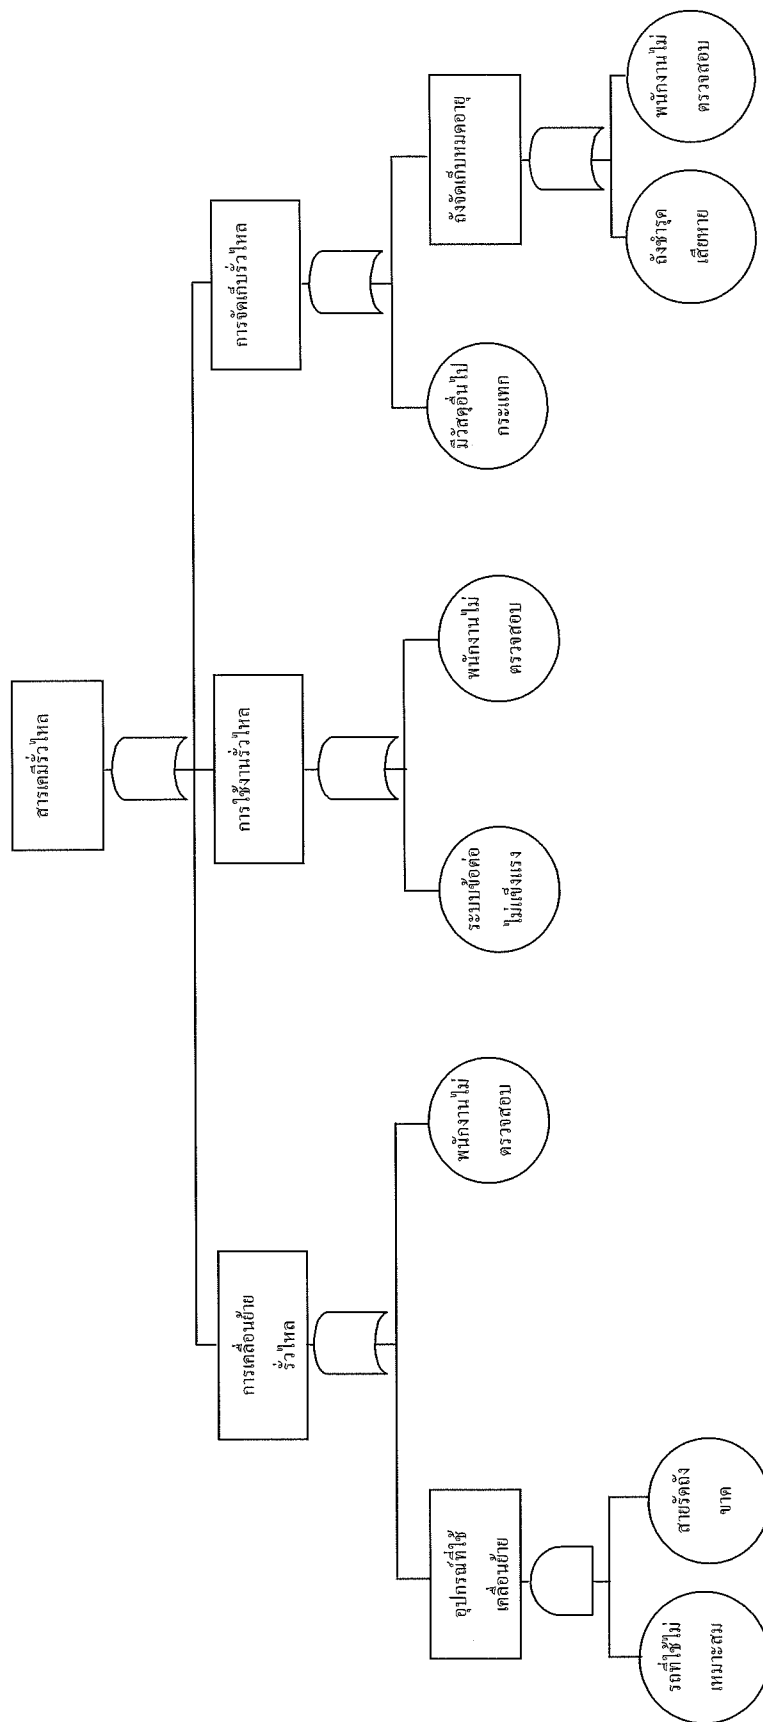 สารเคมีรั่วไหล
การเคลื่อนย้าย
รั่วไหล
การใช้งานรั่วไหล
การจัดเก็บรั่วไหล
อุปกรณ์ที่ใช้
เคลื่อนย้าย
พนักงานไม่
ตรวจสอบ
ระบบข้อต่อ
ไม่แข็งแรง
พนักงานไม่
ตรวจสอบ
มีวัสดุอื่นไป
กระแทก
ถังจัดเก็บหมดอายุ
รถที่ใช้ไม่
เหมาะสม
สายรัดถัง
ขาด
ถังชำรุด
เสียหาย
พนักงานไม่
ตรวจสอบ